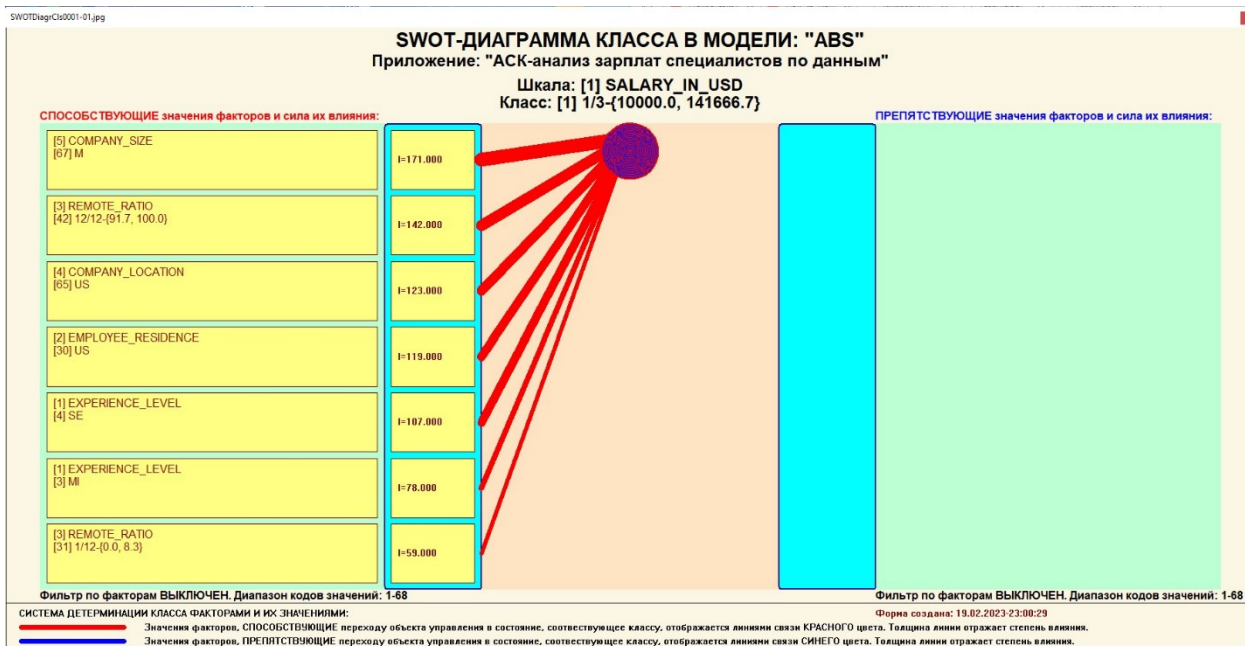 SWOTDiagrCls0001-01.jpg
SWOT-ДИАГРАММА КЛАССА В МОДЕЛИ: "ABS"
Приложение: "АСК-анализ зарплат специалистов по данным"
Шкала: [1] SALARY_IN_USD
Класс: [1] 1/3-{10000.0, 141666.7}
СПОСОБСТВУЮЩИЕ значения факторов и сила их влияния:
ПРЕПЯТСТВУЮЩИЕ значения факторов и сила их влияния:
[5] COMPANY_SIZE
[67] M
I=171.000
[3] REMOTE_RATIO
[42] 12/12-{91.7, 100.0}
I=142.000
[4] COMPANY_LOCATION
[65] US
I=123.000
[2] EMPLOYEE_RESIDENCE
[30] US
I=119.000
[1] EXPERIENCE_LEVEL
[4] SE
I=107.000
[1] EXPERIENCE_LEVEL
[3] MI
I=78.000
[3] REMOTE_RATIO
[31] 1/12-{0.0, 8.3}
I=59.000
Фильтр по факторам ВЫКЛЮЧЕН. Диапазон кодов значений: 1-68
Фильтр по факторам ВЫКЛЮЧЕН. Диапазон кодов значений: 1-68
СИСТЕМА ДЕТЕРМИНАЦИИ КЛАССА ФАКТОРАМИ И ИХ ЗНАЧЕНИЯМИ:
Форма создана: 19.02.2023-23:00:29
Значения факторов, СПОСОБСТВУЮЩИЕ переходу объекта управления в состояние, соотвествующее классу, отображается линиями связи КРАСНОГО цвета. Толщина линии отражает степень влияния.
Значения факторов, ПРЕПЯТСТВУЮЩИЕ переходу объекта управления в состояние, соотвествующее классу, отображается линиями связи СИНЕГО цвета. Толщина линии отражает степень влияния.